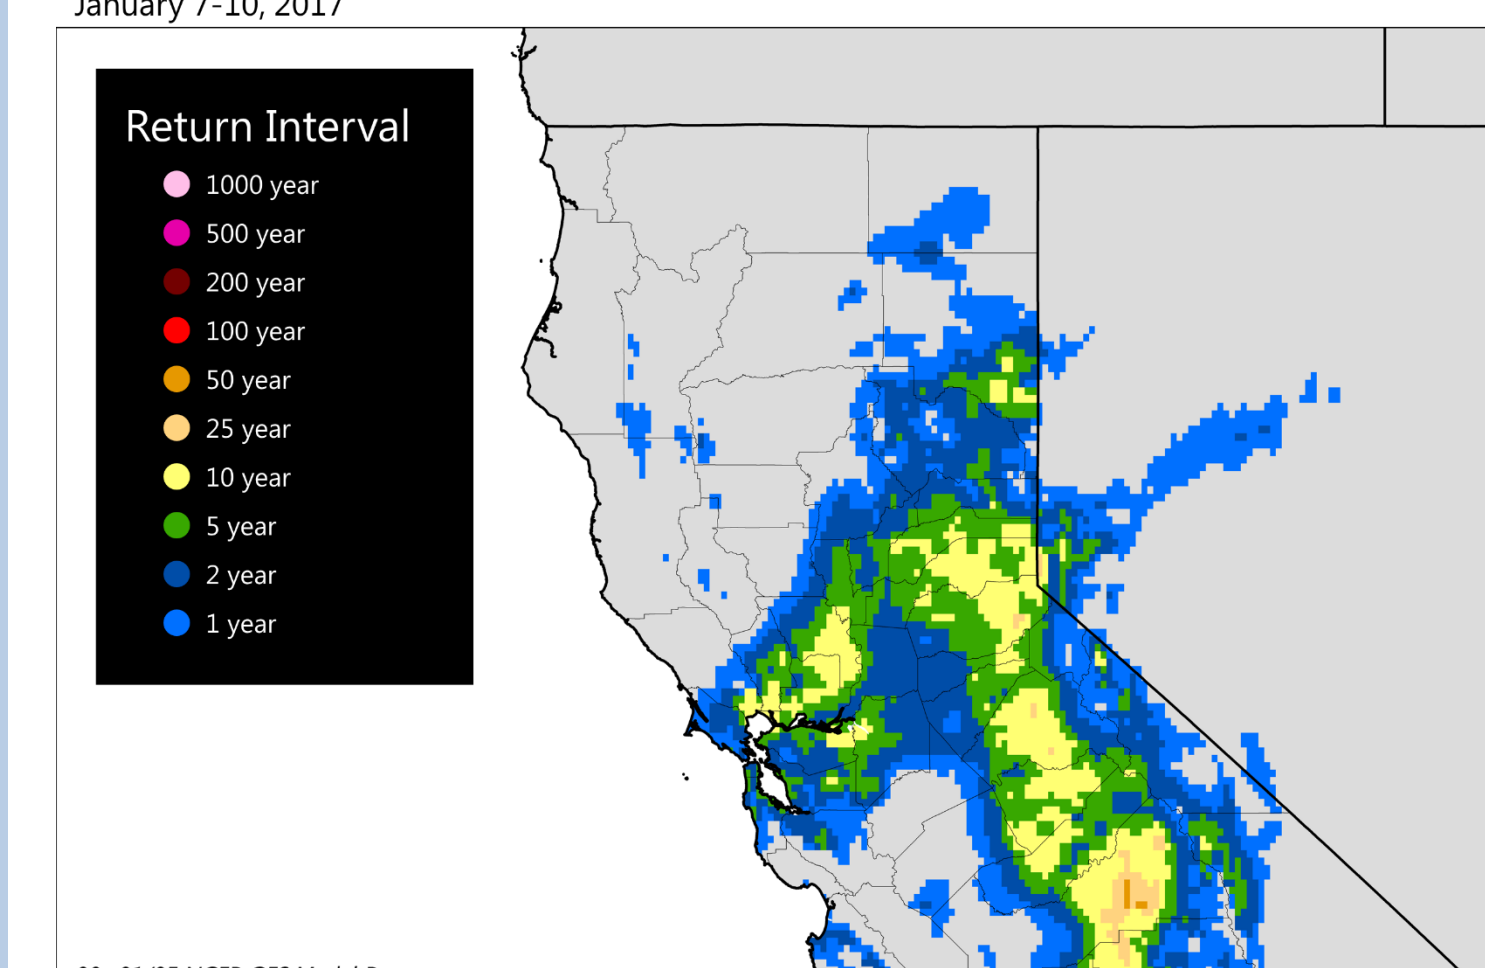 January 7-10, 2017
Return Interval
1000 year
500 year
200 year
100 year
50 year
25 year
10 year
5 year
2 year
1 year